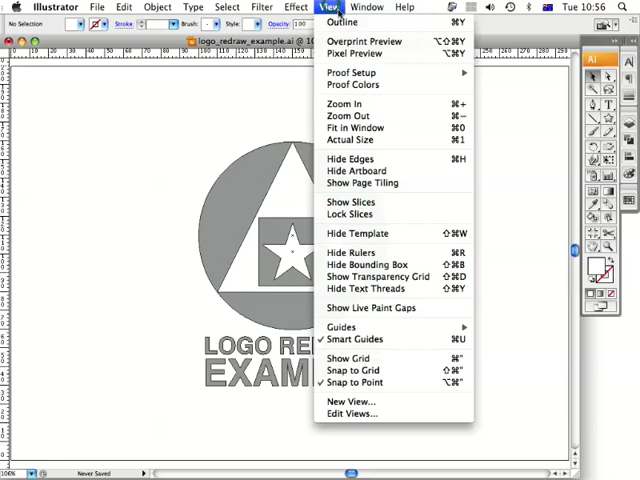 Illustrator File Edit Object Type Select Filter Effect View Window Help Tue 10:56
No Selection Stroke: Brush: Style: Opacity: 100
logo_redraw_example.ai @
Outline ⌘Y
Overprint Preview ⌥⇧⌘Y
Pixel Preview ⌥⌘Y
Proof Setup
Proof Colors
Zoom In ⌘+
Zoom Out ⌘−
Fit in Window ⌘0
Actual Size ⌘1
Hide Edges ⌘H
Hide Artboard
Show Page Tiling
Show Slices
Lock Slices
Hide Template ⇧⌘W
Hide Rulers ⌘R
Hide Bounding Box ⇧⌘B
Show Transparency Grid ⇧⌘D
Hide Text Threads ⇧⌘Y
Show Live Paint Gaps
Guides
✓ Smart Guides ⌘U
Show Grid ⌘"
Snap to Grid ⇧⌘"
✓ Snap to Point ⌥⌘"
New View...
Edit Views...
LOGO RE
EXAM
Ai
106% Never Saved